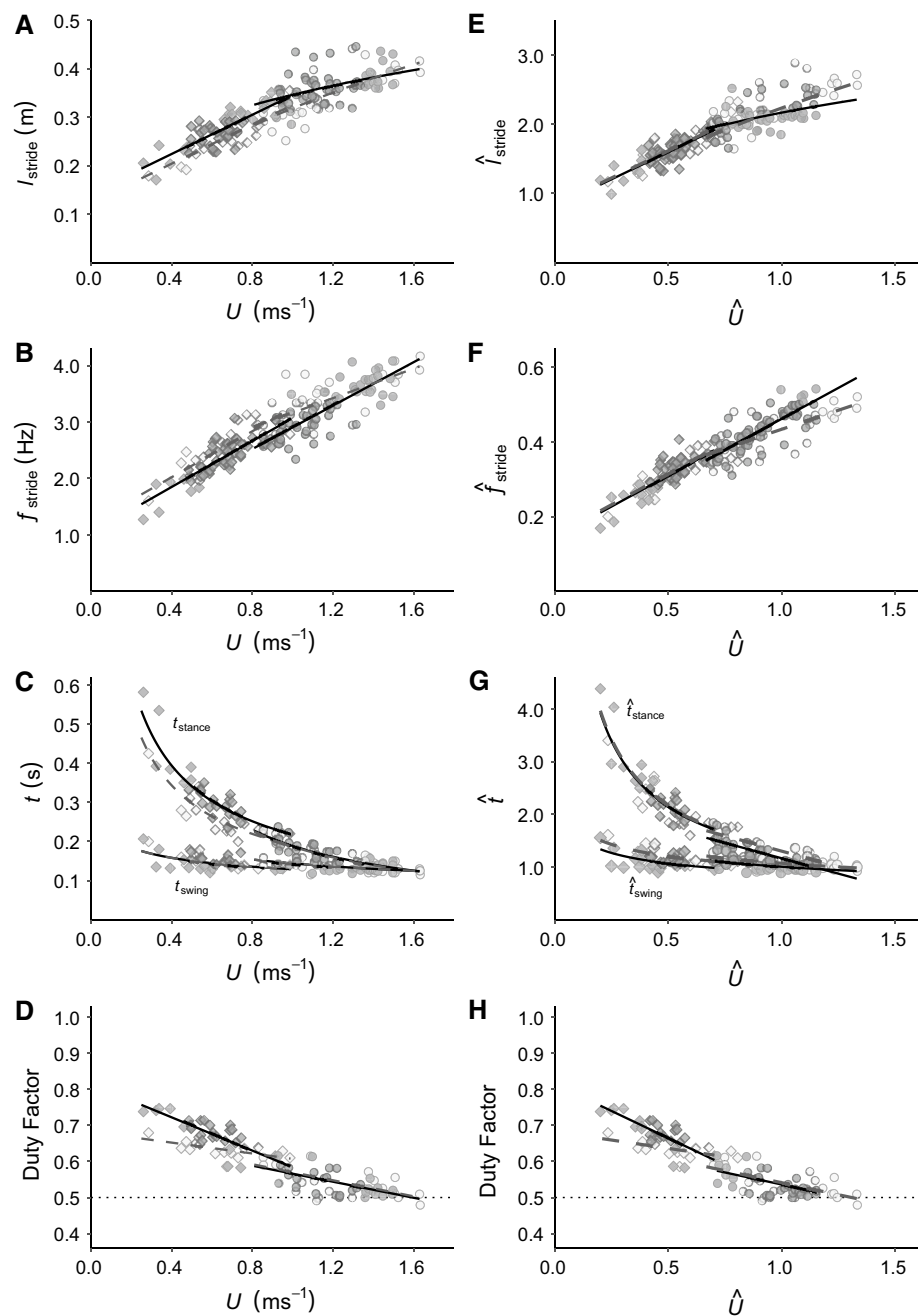 A
0.5
0.4
0.3
0.2
0.1
0.0 0.4 0.8 1.2 1.6
l stride (m)
U (ms−1)
E
3.0
2.0
1.0
0.0 0.5 1.0 1.5
l̂ stride
Û
B
4.0
3.0
2.0
1.0
0.0 0.4 0.8 1.2 1.6
f stride (Hz)
U (ms−1)
F
0.6
0.4
0.2
0.0 0.5 1.0 1.5
f̂ stride
Û
C
0.6
0.5
0.4
0.3
0.2
0.1
0.0 0.4 0.8 1.2 1.6
t (s)
t stance
t swing
U (ms−1)
G
4.0
3.0
2.0
1.0
0.0 0.5 1.0 1.5
t̂
t̂ stance
t̂ swing
Û
D
1.0
0.9
0.8
0.7
0.6
0.5
0.4
0.0 0.4 0.8 1.2 1.6
Duty Factor
U (ms−1)
H
1.0
0.9
0.8
0.7
0.6
0.5
0.4
0.0 0.5 1.0 1.5
Duty Factor
Û